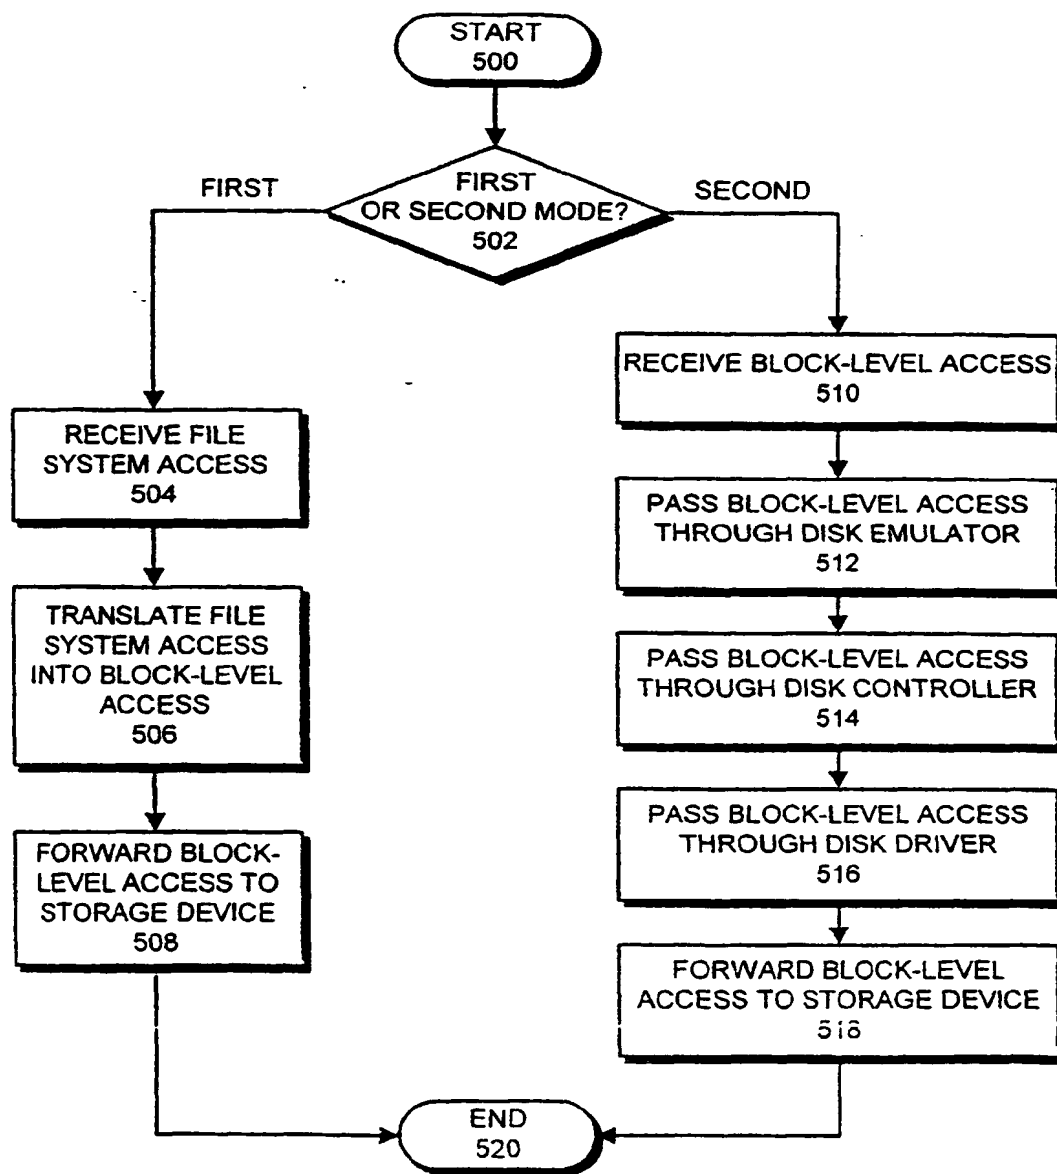 START
500
FIRST
OR SECOND MODE?
502
FIRST
SECOND
RECEIVE FILE
SYSTEM ACCESS
504
TRANSLATE FILE
SYSTEM ACCESS
INTO BLOCK-LEVEL
ACCESS
506
FORWARD BLOCK-
LEVEL ACCESS TO
STORAGE DEVICE
508
RECEIVE BLOCK-LEVEL ACCESS
510
PASS BLOCK-LEVEL ACCESS
THROUGH DISK EMULATOR
512
PASS BLOCK-LEVEL ACCESS
THROUGH DISK CONTROLLER
514
PASS BLOCK-LEVEL ACCESS
THROUGH DISK DRIVER
516
FORWARD BLOCK-LEVEL
ACCESS TO STORAGE DEVICE
518
END
520